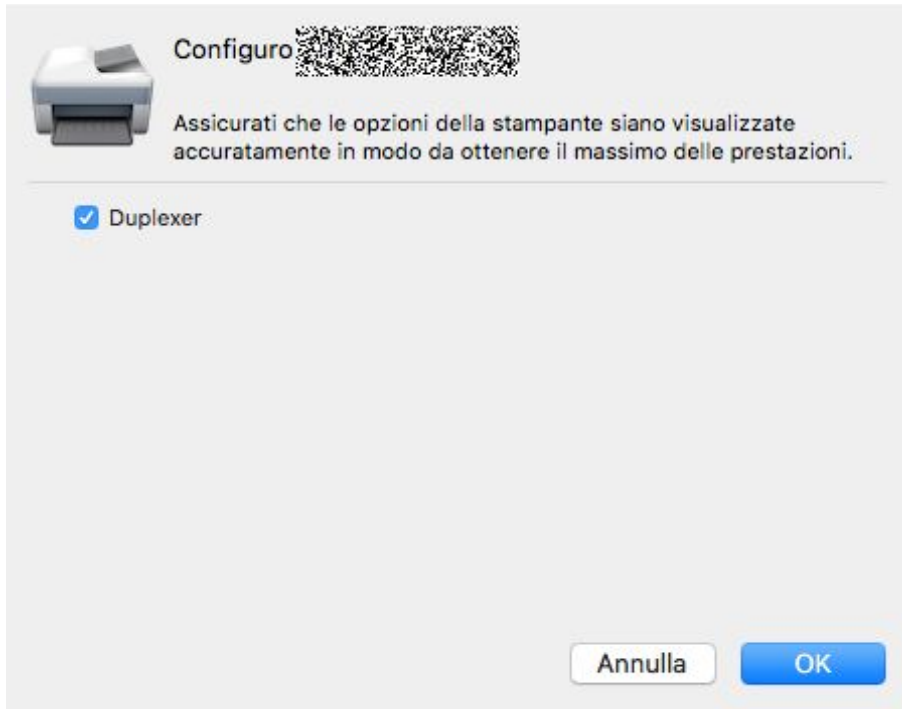 Configuro
Assicurati che le opzioni della stampante siano visualizzate
accuratamente in modo da ottenere il massimo delle prestazioni.
Duplexer
Annulla
OK